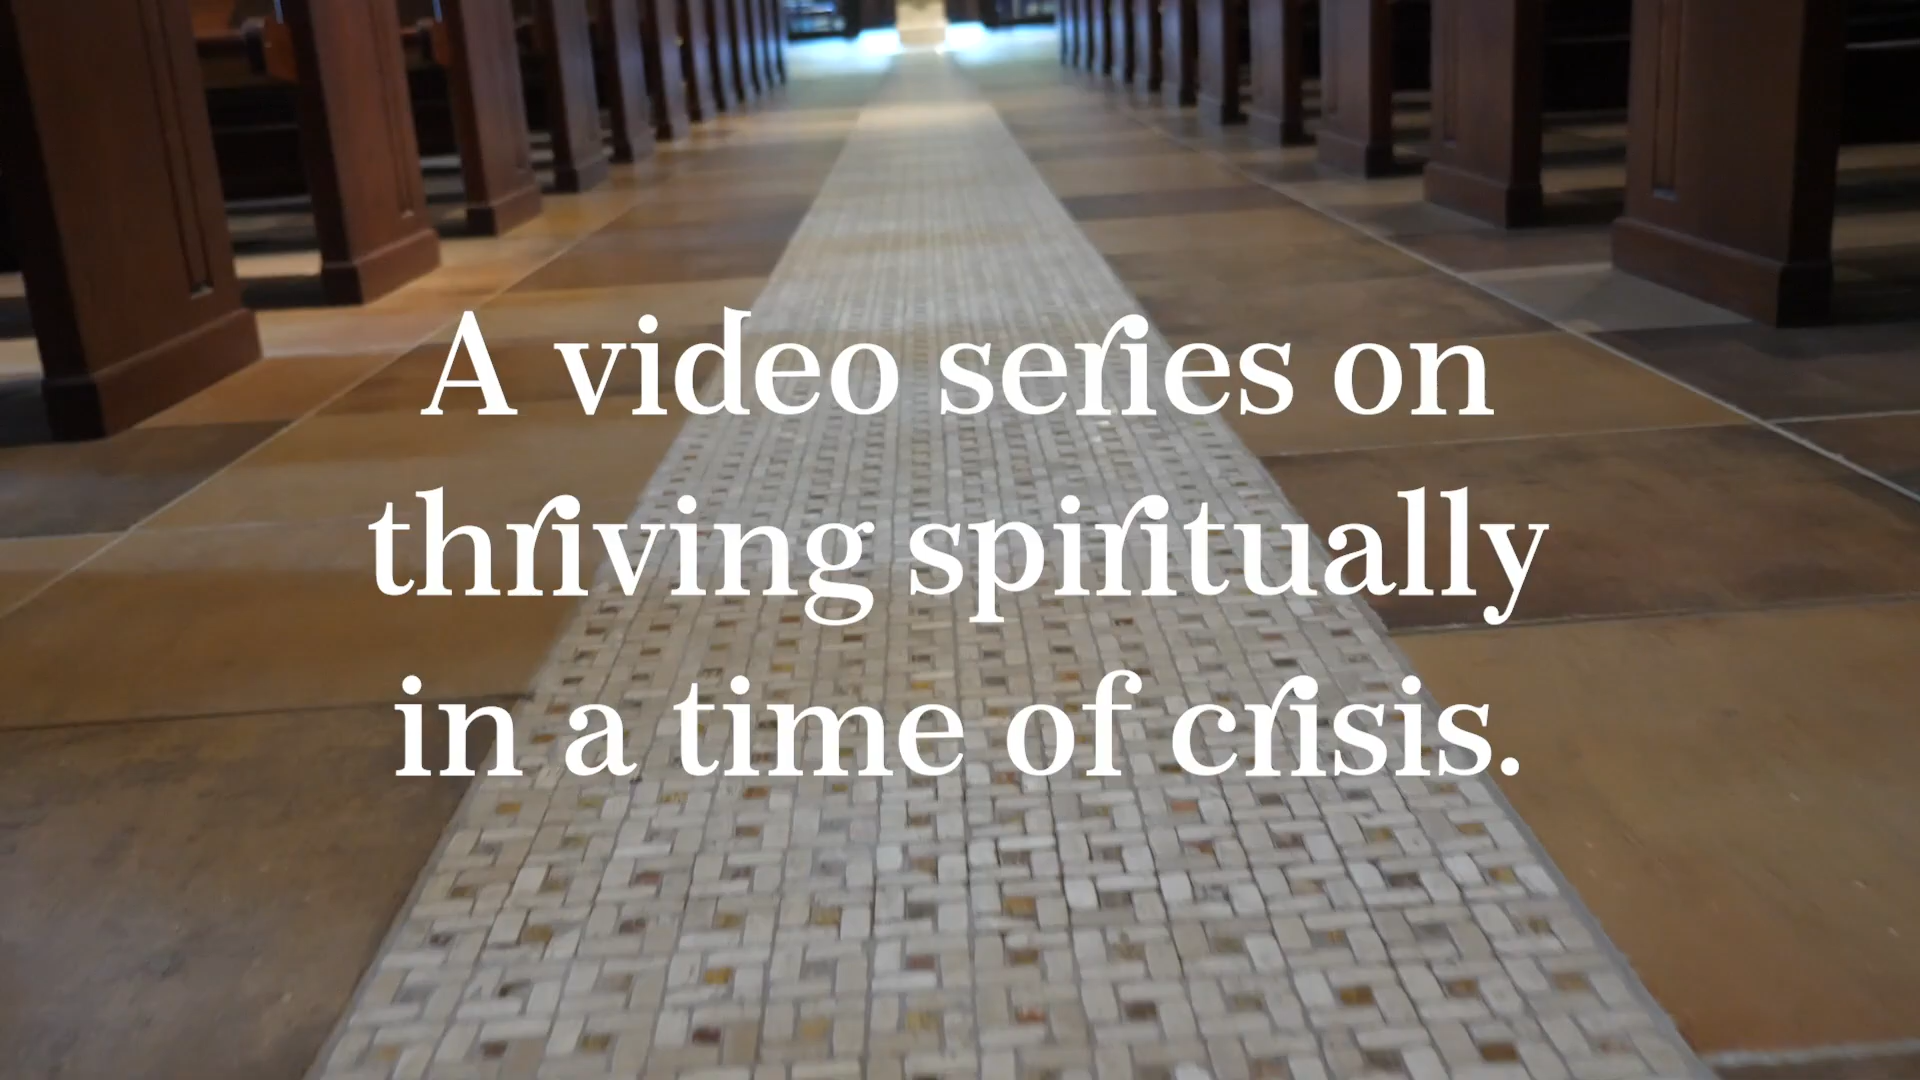 A video series on
thriving spiritually
in a time of crisis.